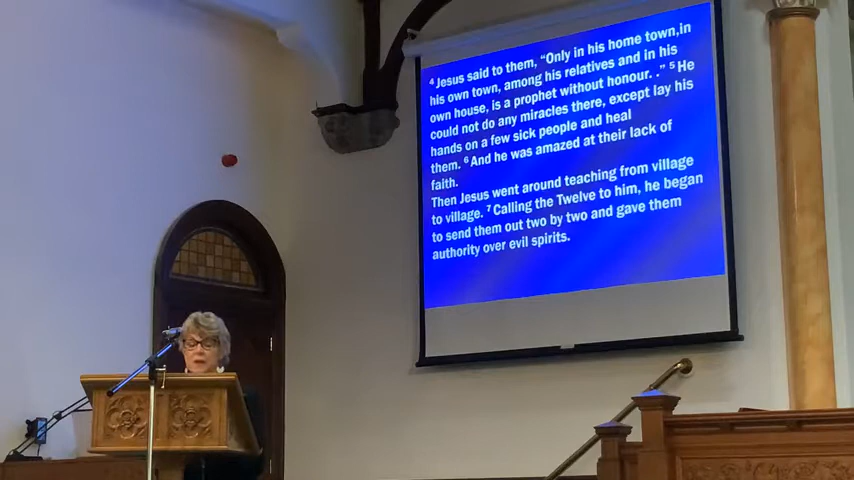 4 Jesus said to them, "Only in his home town,in
his own town, among his relatives and in his
own house, is a prophet without honour. ." 5 He
could not do any miracles there, except lay his
hands on a few sick people and heal
them. 6 And he was amazed at their lack of
faith.
Then Jesus went around teaching from village
to village. 7 Calling the Twelve to him, he began
to send them out two by two and gave them
authority over evil spirits.